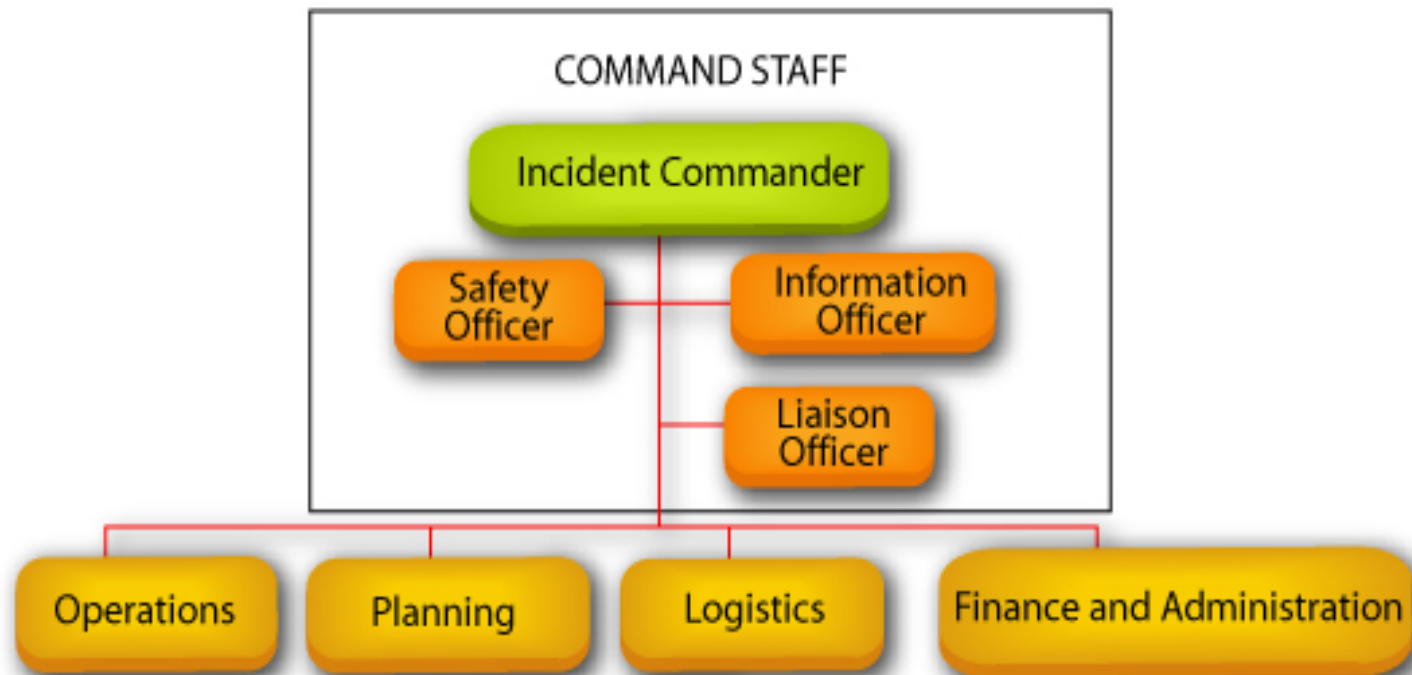 COMMAND STAFF
Incident Commander
Safety
Officer
Information
Officer
Liaison
Officer
Operations
Planning
Logistics
Finance and Administration